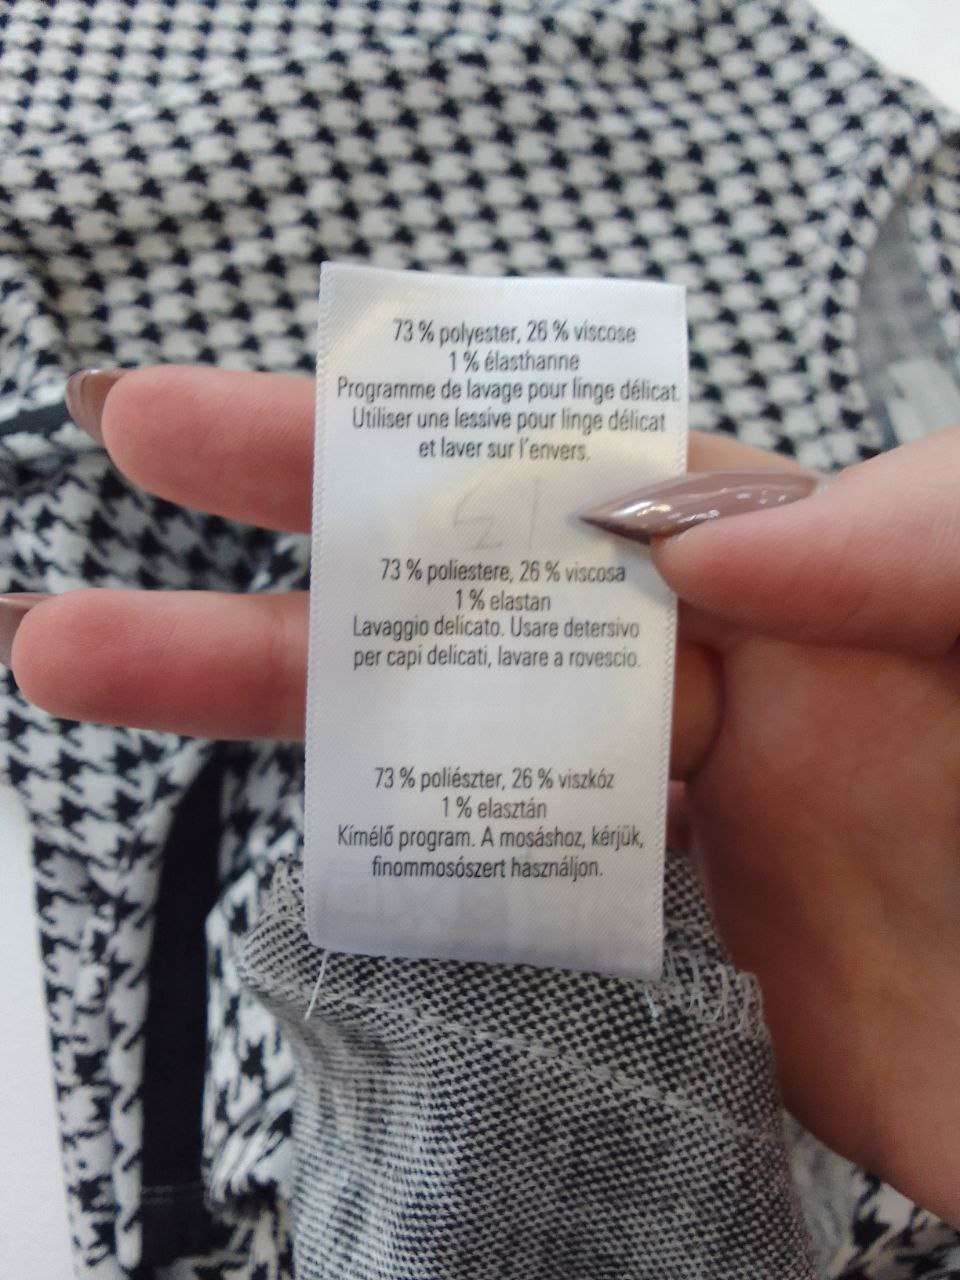 73 % polyester, 26 % viscose
1 % élasthanne
Programme de lavage pour linge délicat.
Utiliser une lessive pour linge délicat
et laver sur l'envers.
73 % poliestere, 26 % viscosa
1 % elastan
Lavaggio delicato. Usare detersivo
per capi delicati, lavare a rovescio.
73 % poliészter, 26 % viszkóz
1 % elasztán
Kímélő program. A mosáshoz, kérjük,
finommosószert használjon.